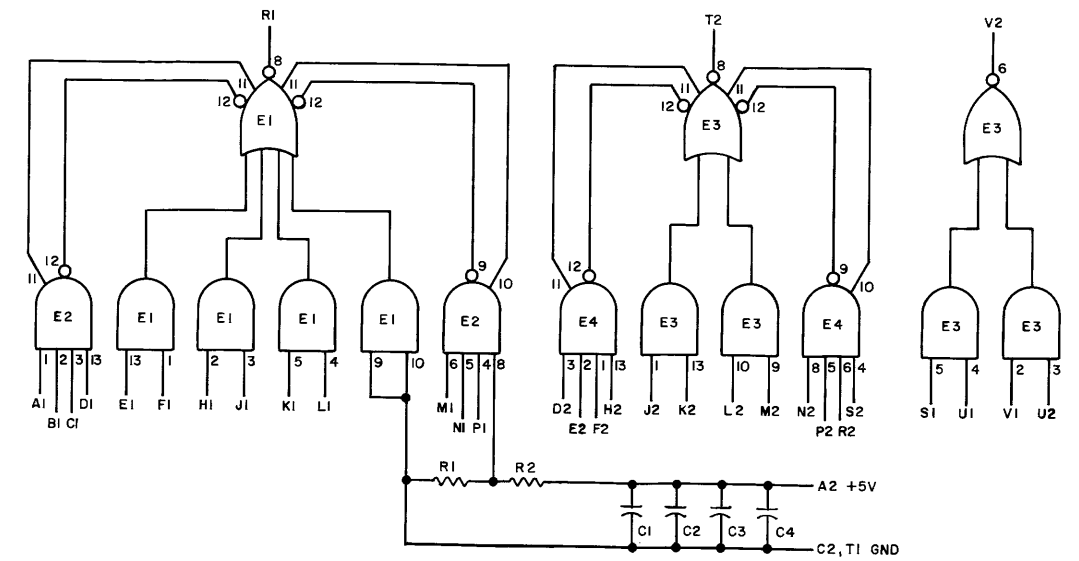 R1 T2 V2
8 8 6
11 11 11 11
12 12 12 12
E1 E3 E3
12 9 12 9
11 10 11 10
E2 E1 E1 E1 E1 E2 E4 E3 E3 E4 E3 E3
1 2 3 13 13 1 2 3 5 4 9 10 6 5 4 8 3 2 1 13 1 13 10 9 8 5 6 4 5 4 2 3
A1 D1 E1 F1 H1 J1 K1 L1 M1 D2 H2 J2 K2 L2 M2 N2 S2 S1 U1 V1 U2
B1 C1 N1 P1 E2 F2 P2 R2
R1 R2
A2 +5V
C1 C2 C3 C4
C2, T1 GND